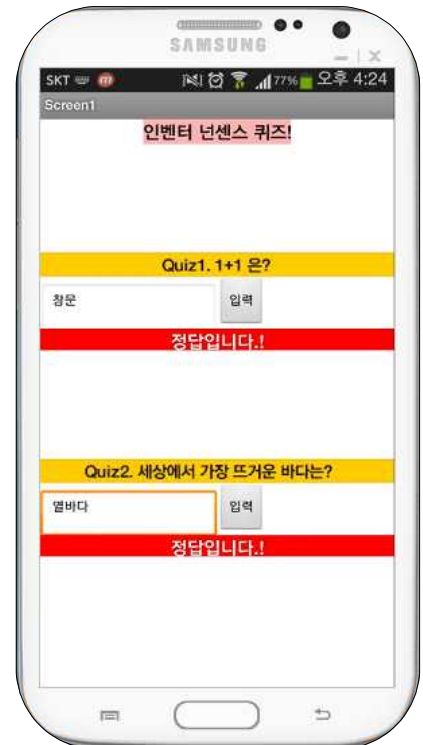 SAMSUNG
SKT 77% 오후 4:24
Screen1
인벤터 넌센스 퀴즈!
Quiz1. 1+1 은?
창문 입력
정답입니다.!
Quiz2. 세상에서 가장 뜨거운 바다는?
열바다 입력
정답입니다.!